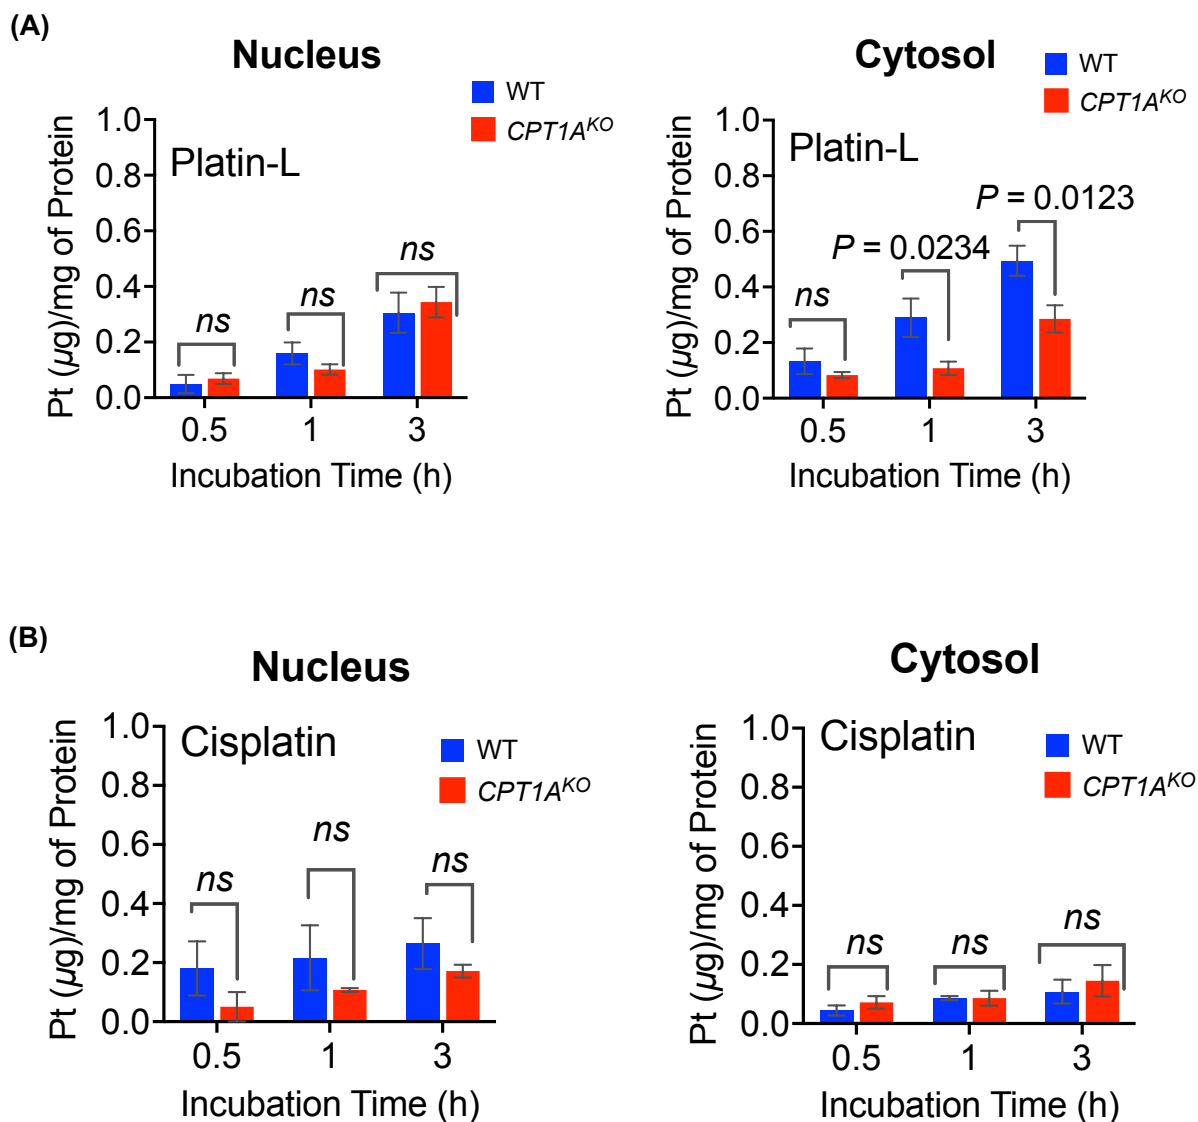 (A)
Nucleus
WT
CPT1A^KO
Platin-L
Pt (µg)/mg of Protein
1.0
0.8
0.6
0.4
0.2
0.0
ns
ns
ns
0.5 1 3
Incubation Time (h)
Cytosol
WT
CPT1A^KO
Platin-L
Pt (µg)/mg of Protein
1.0
0.8
0.6
0.4
0.2
0.0
ns
P = 0.0234
P = 0.0123
0.5 1 3
Incubation Time (h)
(B)
Nucleus
Cisplatin
WT
CPT1A^KO
Pt (µg)/mg of Protein
1.0
0.8
0.6
0.4
0.2
0.0
ns
ns
ns
0.5 1 3
Incubation Time (h)
Cytosol
Cisplatin
WT
CPT1A^KO
Pt (µg)/mg of Protein
1.0
0.8
0.6
0.4
0.2
0.0
ns
ns
ns
0.5 1 3
Incubation Time (h)